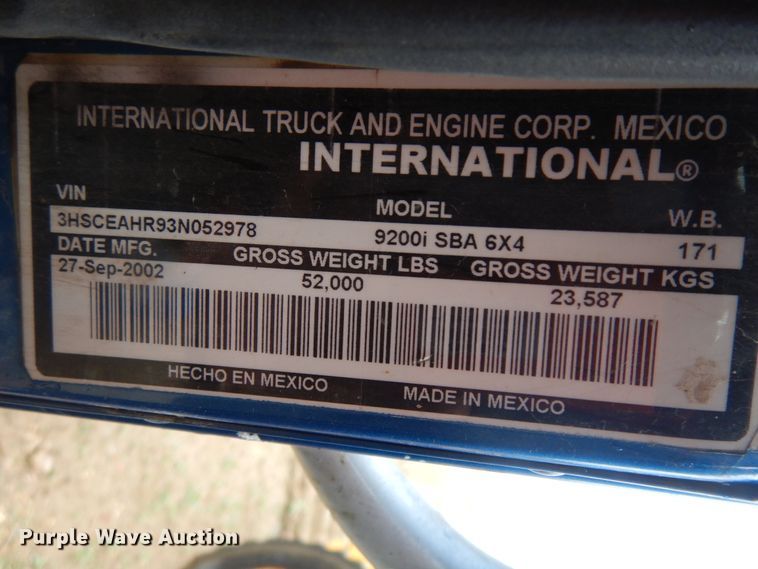 INTERNATIONAL TRUCK AND ENGINE CORP. MEXICO
INTERNATIONAL®
VIN MODEL W.B.
3HSCEAHR93N052978 9200i SBA 6X4 171
DATE MFG. GROSS WEIGHT LBS GROSS WEIGHT KGS
27-Sep-2002 52,000 23,587
HECHO EN MEXICO MADE IN MEXICO
Purple Wave Auction